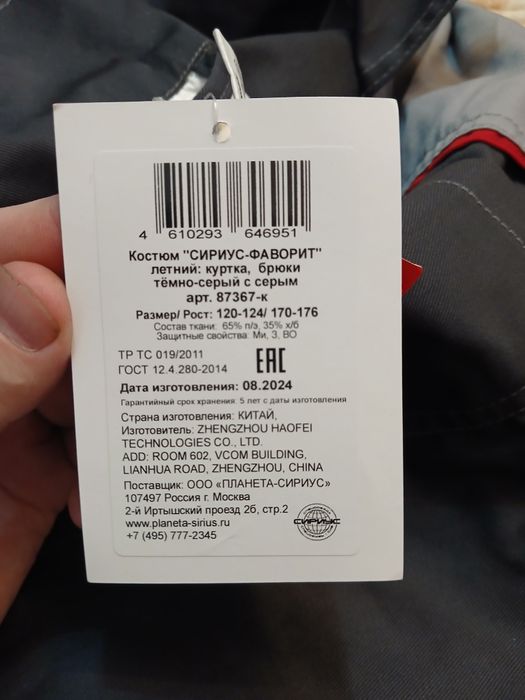 4 610293 646951
Костюм "СИРИУС-ФАВОРИТ"
летний: куртка, брюки
тёмно-серый с серым
арт. 87367-к
Размер/ Рост: 120-124/ 170-176
Состав ткани: 65% п/э, 35% х/б
Защитные свойства: Ми, З, ВО
ТР ТС 019/2011
ГОСТ 12.4.280-2014
EAC
Дата изготовления: 08.2024
Гарантийный срок хранения: 5 лет с даты изготовления
Страна изготовления: КИТАЙ,
Изготовитель: ZHENGZHOU HAOFEI
TECHNOLOGIES CO., LTD.
ADD: ROOM 602, VCOM BUILDING,
LIANHUA ROAD, ZHENGZHOU, CHINA
Поставщик: ООО «ПЛАНЕТА-СИРИУС»
107497 Россия г. Москва
2-й Иртышский проезд 2б, стр.2
www.planeta-sirius.ru
+7 (495) 777-2345
СИРИУС